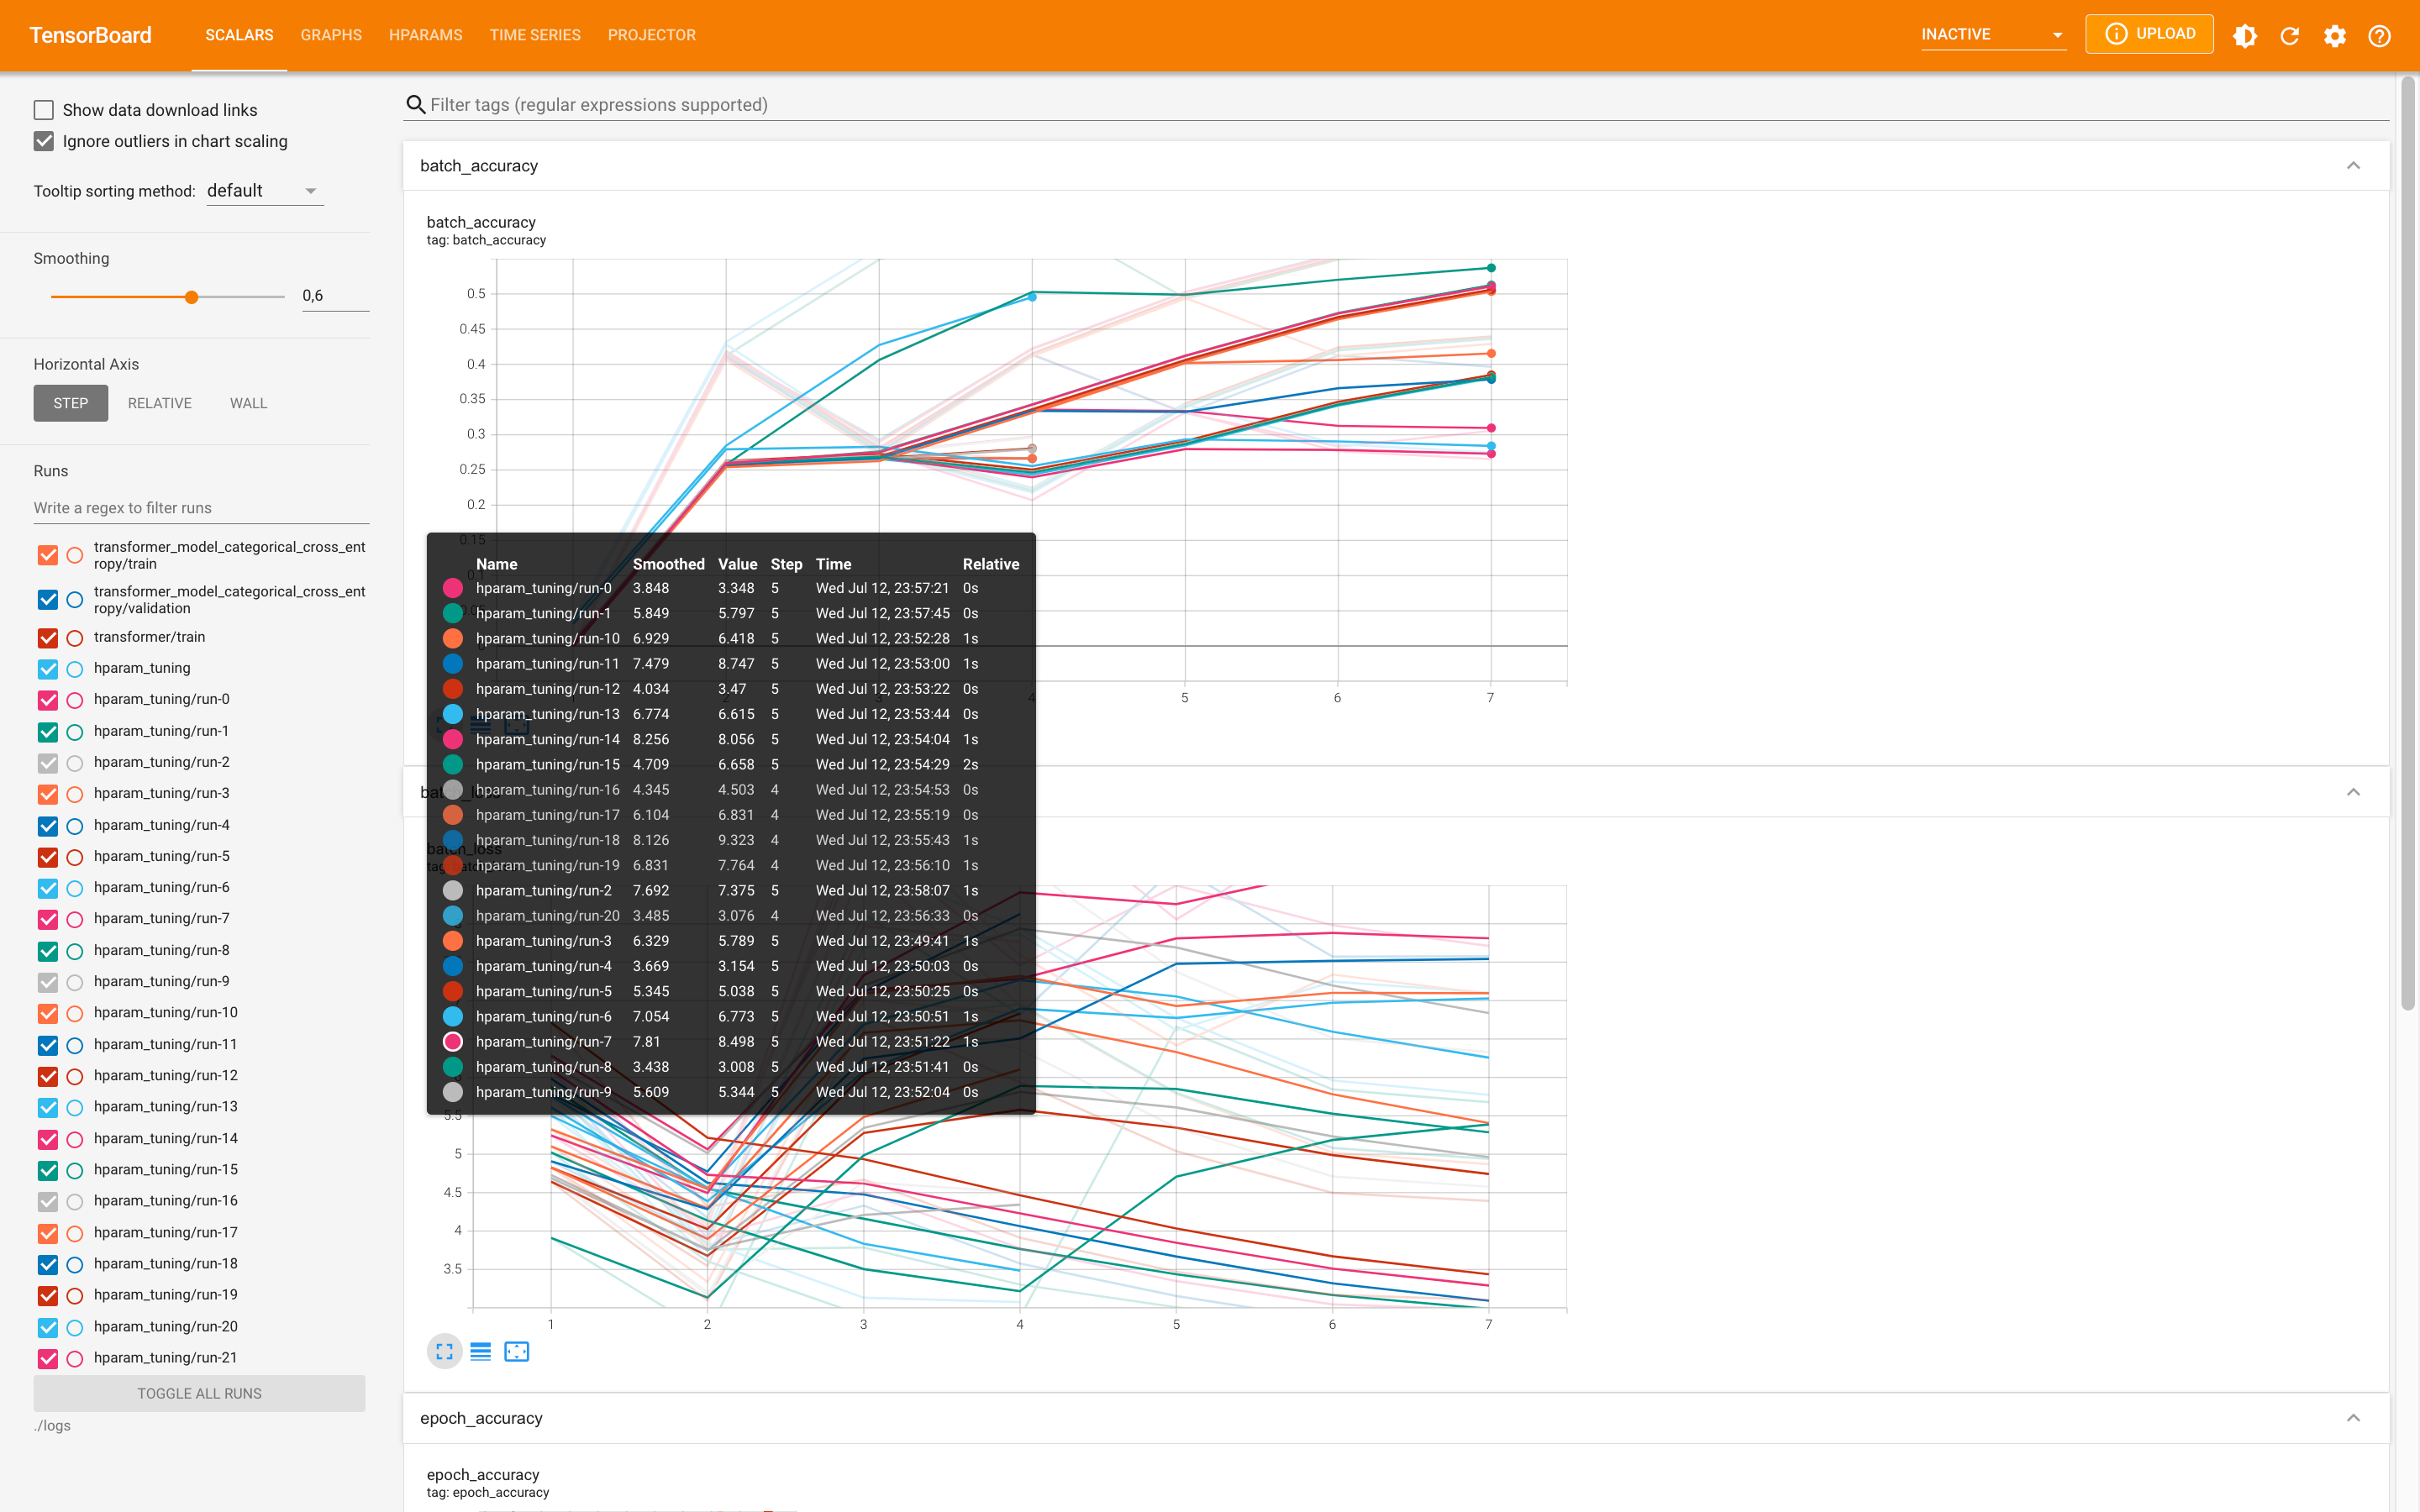 TensorBoard SCALARS GRAPHS HPARAMS TIME SERIES PROJECTOR INACTIVE UPLOAD
Show data download links
Ignore outliers in chart scaling
Tooltip sorting method: default
Smoothing
0,6
Horizontal Axis
STEP RELATIVE WALL
Runs
Write a regex to filter runs
transformer_model_categorical_cross_ent
ropy/train
transformer_model_categorical_cross_ent
ropy/validation
transformer/train
hparam_tuning
hparam_tuning/run-0
hparam_tuning/run-1
hparam_tuning/run-2
hparam_tuning/run-3
hparam_tuning/run-4
hparam_tuning/run-5
hparam_tuning/run-6
hparam_tuning/run-7
hparam_tuning/run-8
hparam_tuning/run-9
hparam_tuning/run-10
hparam_tuning/run-11
hparam_tuning/run-12
hparam_tuning/run-13
hparam_tuning/run-14
hparam_tuning/run-15
hparam_tuning/run-16
hparam_tuning/run-17
hparam_tuning/run-18
hparam_tuning/run-19
hparam_tuning/run-20
hparam_tuning/run-21
TOGGLE ALL RUNS
./logs
Filter tags (regular expressions supported)
batch_accuracy
batch_accuracy
tag: batch_accuracy
0.5
0.45
0.4
0.35
0.3
0.25
0.2
0.15
5 6 7
Name Smoothed Value Step Time Relative
hparam_tuning/run-0 3.848 3.348 5 Wed Jul 12, 23:57:21 0s
hparam_tuning/run-1 5.849 5.797 5 Wed Jul 12, 23:57:45 0s
hparam_tuning/run-10 6.929 6.418 5 Wed Jul 12, 23:52:28 1s
hparam_tuning/run-11 7.479 8.747 5 Wed Jul 12, 23:53:00 1s
hparam_tuning/run-12 4.034 3.47 5 Wed Jul 12, 23:53:22 0s
hparam_tuning/run-13 6.774 6.615 5 Wed Jul 12, 23:53:44 0s
hparam_tuning/run-14 8.256 8.056 5 Wed Jul 12, 23:54:04 1s
hparam_tuning/run-15 4.709 6.658 5 Wed Jul 12, 23:54:29 2s
hparam_tuning/run-16 4.345 4.503 4 Wed Jul 12, 23:54:53 0s
hparam_tuning/run-17 6.104 6.831 4 Wed Jul 12, 23:55:19 0s
hparam_tuning/run-18 8.126 9.323 4 Wed Jul 12, 23:55:43 1s
hparam_tuning/run-19 6.831 7.764 4 Wed Jul 12, 23:56:10 1s
hparam_tuning/run-2 7.692 7.375 5 Wed Jul 12, 23:58:07 1s
hparam_tuning/run-20 3.485 3.076 4 Wed Jul 12, 23:56:33 0s
hparam_tuning/run-3 6.329 5.789 5 Wed Jul 12, 23:49:41 1s
hparam_tuning/run-4 3.669 3.154 5 Wed Jul 12, 23:50:03 0s
hparam_tuning/run-5 5.345 5.038 5 Wed Jul 12, 23:50:25 0s
hparam_tuning/run-6 7.054 6.773 5 Wed Jul 12, 23:50:51 1s
hparam_tuning/run-7 7.81 8.498 5 Wed Jul 12, 23:51:22 1s
hparam_tuning/run-8 3.438 3.008 5 Wed Jul 12, 23:51:41 0s
hparam_tuning/run-9 5.609 5.344 5 Wed Jul 12, 23:52:04 0s
batch_loss
5.5
5
4.5
4
3.5
1 2 3 4 5 6 7
epoch_accuracy
epoch_accuracy
tag: epoch_accuracy